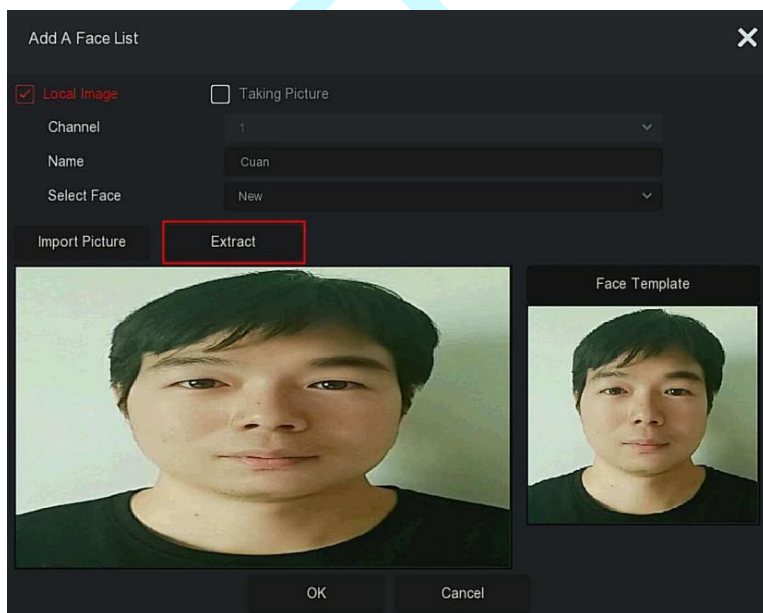 Add A Face List
Local Image Taking Picture
Channel 1
Name Cuan
Select Face New
Import Picture Extract
Face Template
OK Cancel